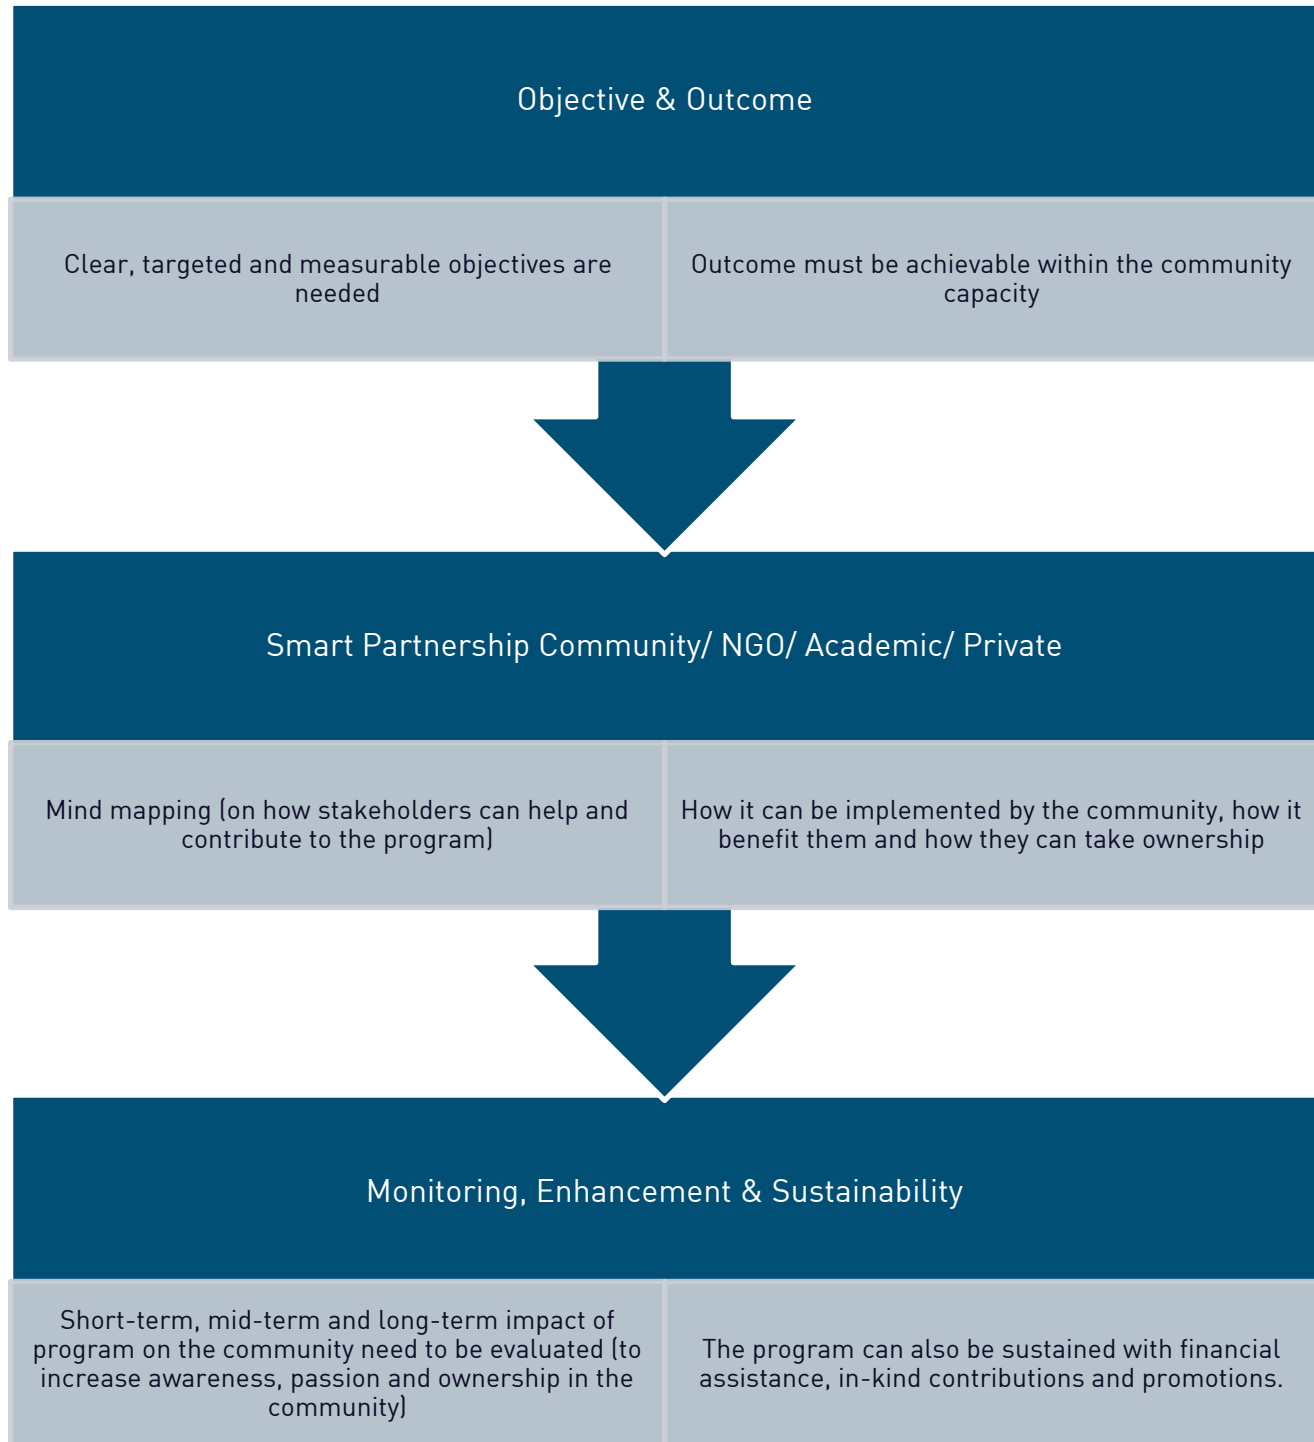 Objective & Outcome
Clear, targeted and measurable objectives are
needed
Outcome must be achievable within the community
capacity
Smart Partnership Community/ NGO/ Academic/ Private
Mind mapping (on how stakeholders can help and
contribute to the program)
How it can be implemented by the community, how it
benefit them and how they can take ownership
Monitoring, Enhancement & Sustainability
Short-term, mid-term and long-term impact of
program on the community need to be evaluated (to
increase awareness, passion and ownership in the
community)
The program can also be sustained with financial
assistance, in-kind contributions and promotions.